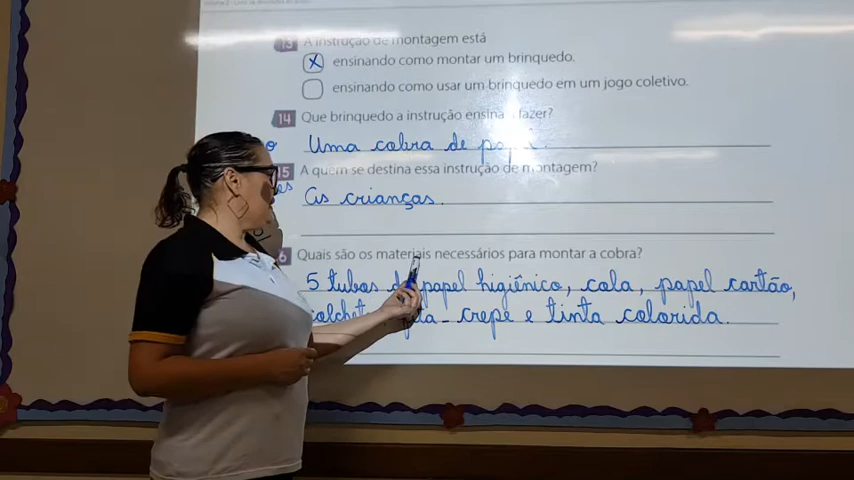 13 A instrução de montagem está
X ensinando como montar um brinquedo.
ensinando como usar um brinquedo em um jogo coletivo.
14 Que brinquedo a instrução ensina a fazer?
Uma cobra de
15 A quem se destina essa instrução de montagem?
As crianças.
6 Quais são os materiais necessários para montar a cobra?
5 tubos de papel higiênico, cola, papel cartão,
crepe e tinta colorida.